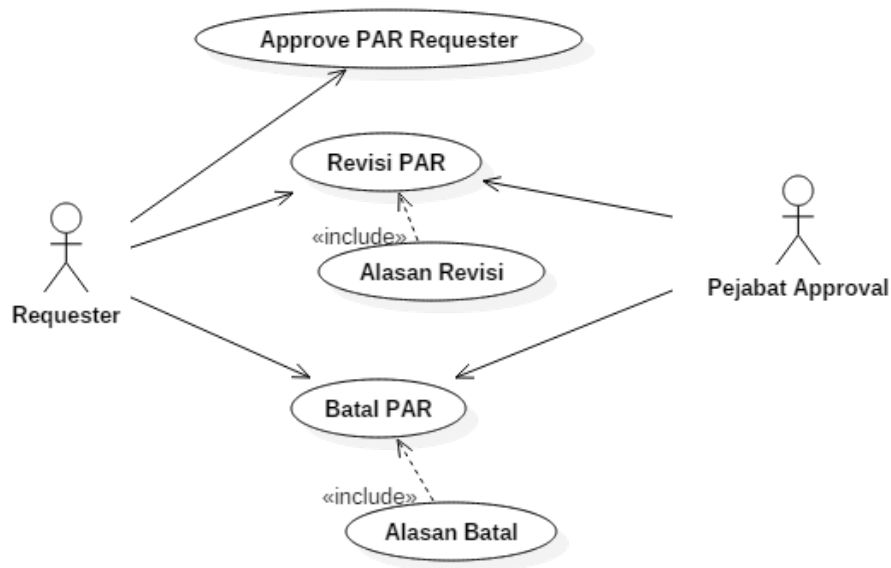 Approve PAR Requester
Revisi PAR
«include»
Alasan Revisi
Requester
Pejabat Approval
Batal PAR
«include»
Alasan Batal